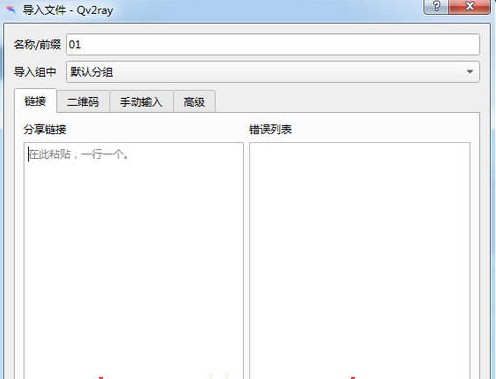 导入文件 - Qv2ray
名称/前缀 01
导入组中 默认分组
链接 二维码 手动输入 高级
分享链接 错误列表
在此粘贴，一行一个。